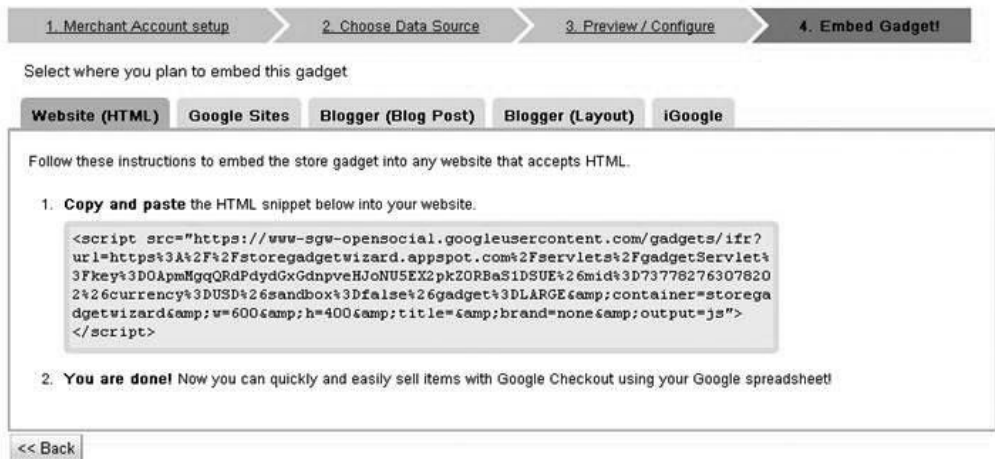 1. Merchant Account setup 2. Choose Data Source 3. Preview / Configure 4. Embed Gadget!
Select where you plan to embed this gadget
Website (HTML) Google Sites Blogger (Blog Post) Blogger (Layout) iGoogle
Follow these instructions to embed the store gadget into any website that accepts HTML.
1. Copy and paste the HTML snippet below into your website.
<script src="https://www-sgw-opensocial.googleusercontent.com/gadgets/ifr?
url=https%3A%2F%2Fstoregadgetwizard.appspot.com%2Fservlets%2FgadgetServlet%
3Fkey%3D0ApmMgqQRdPdydGxGdnpveHJoNU5EX2pkZ0RBaS1DSUE%26mid%3D73778276307820
2%26currency%3DUSD%26sandbox%3Dfalse%26gadget%3DLARGE&amp;container=storega
dgetwizard&amp;w=600&amp;h=400&amp;title=&amp;brand=none&amp;output=js">
</script>
2. You are done! Now you can quickly and easily sell items with Google Checkout using your Google spreadsheet!
<< Back